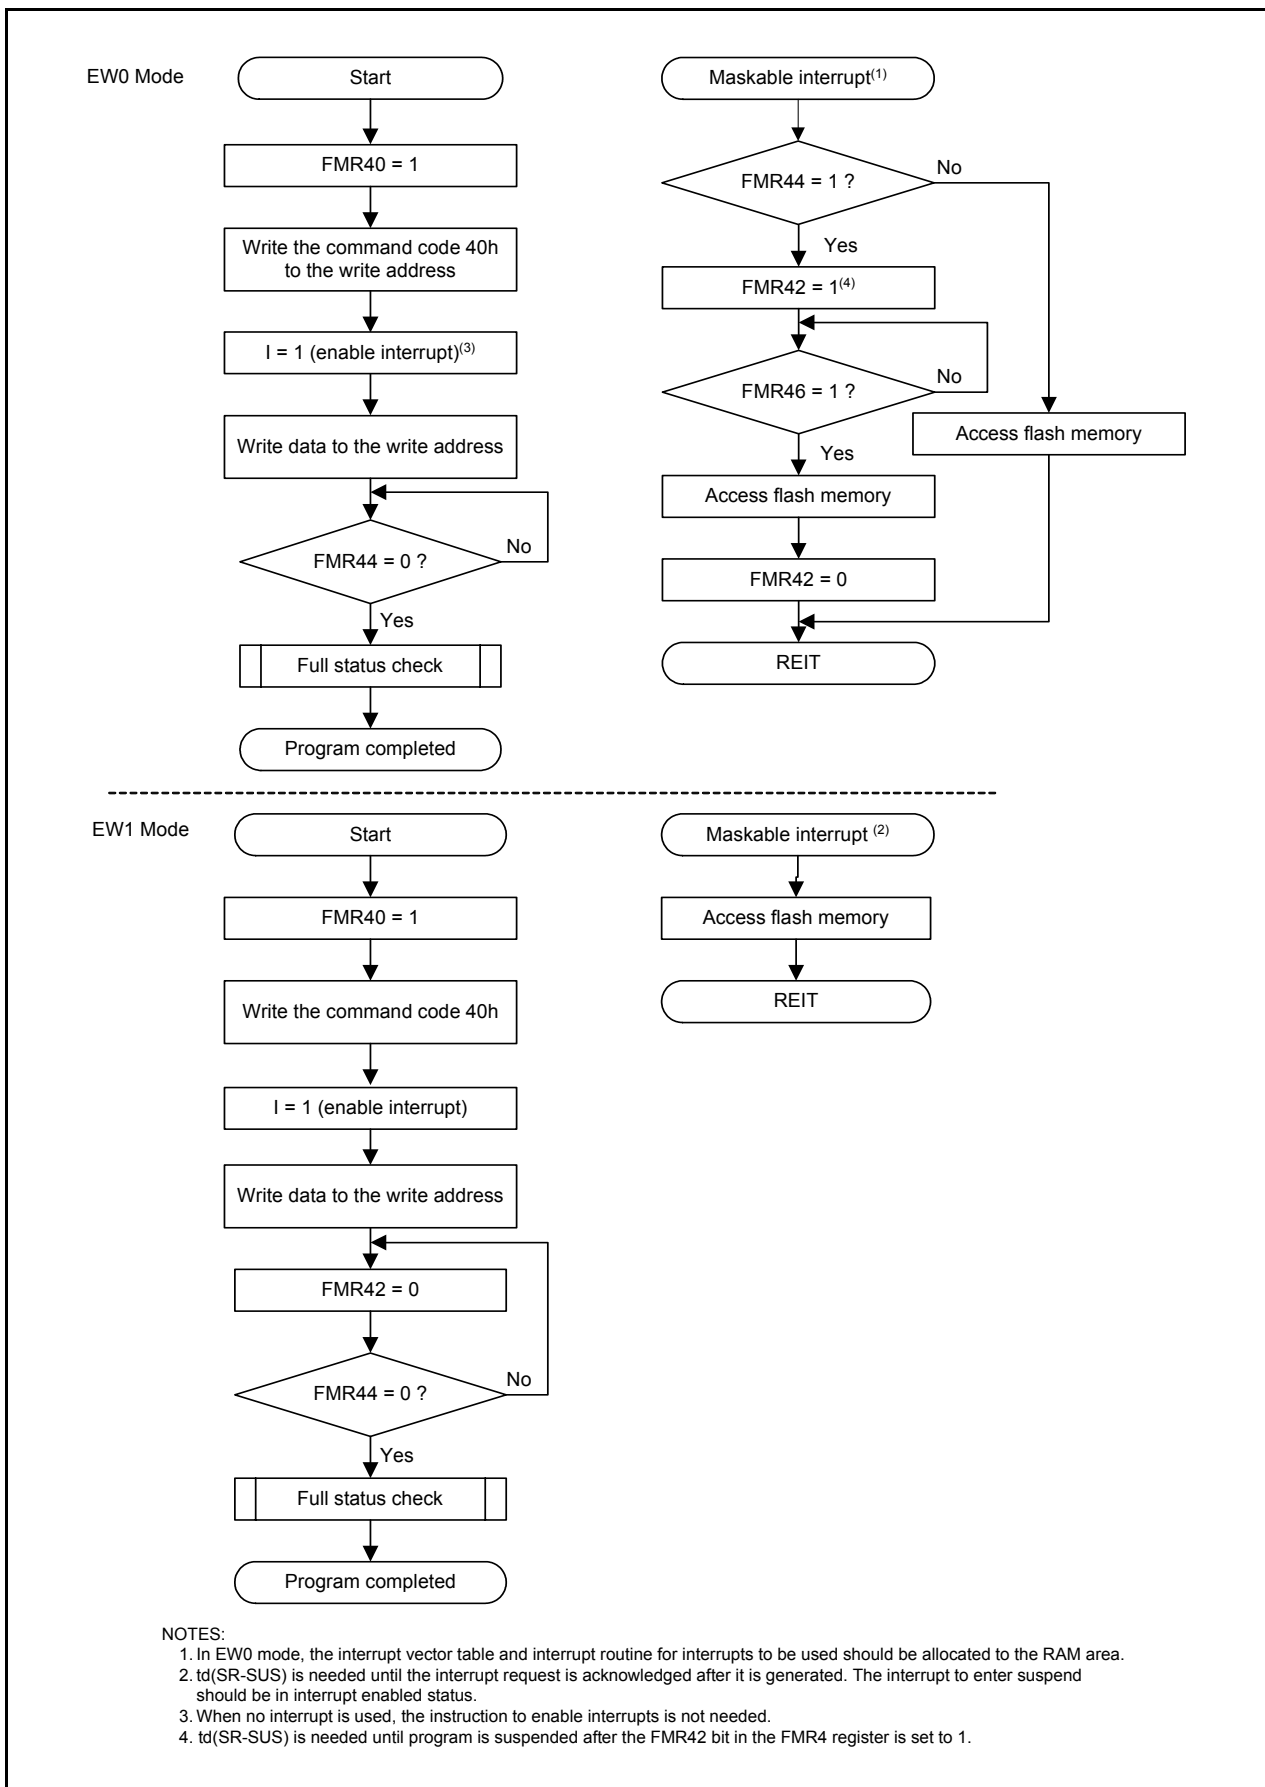 EW0 Mode
Start
FMR40 = 1
Write the command code 40h
to the write address
I = 1 (enable interrupt)(3)
Write data to the write address
FMR44 = 0 ?
No
Yes
Full status check
Program completed
Maskable interrupt(1)
FMR44 = 1 ?
No
Yes
FMR42 = 1(4)
FMR46 = 1 ?
No
Yes
Access flash memory
Access flash memory
FMR42 = 0
REIT
EW1 Mode
Start
FMR40 = 1
Write the command code 40h
I = 1 (enable interrupt)
Write data to the write address
FMR42 = 0
FMR44 = 0 ?
No
Yes
Full status check
Program completed
Maskable interrupt (2)
Access flash memory
REIT
NOTES:
1. In EW0 mode, the interrupt vector table and interrupt routine for interrupts to be used should be allocated to the RAM area.
2. td(SR-SUS) is needed until the interrupt request is acknowledged after it is generated. The interrupt to enter suspend
should be in interrupt enabled status.
3. When no interrupt is used, the instruction to enable interrupts is not needed.
4. td(SR-SUS) is needed until program is suspended after the FMR42 bit in the FMR4 register is set to 1.